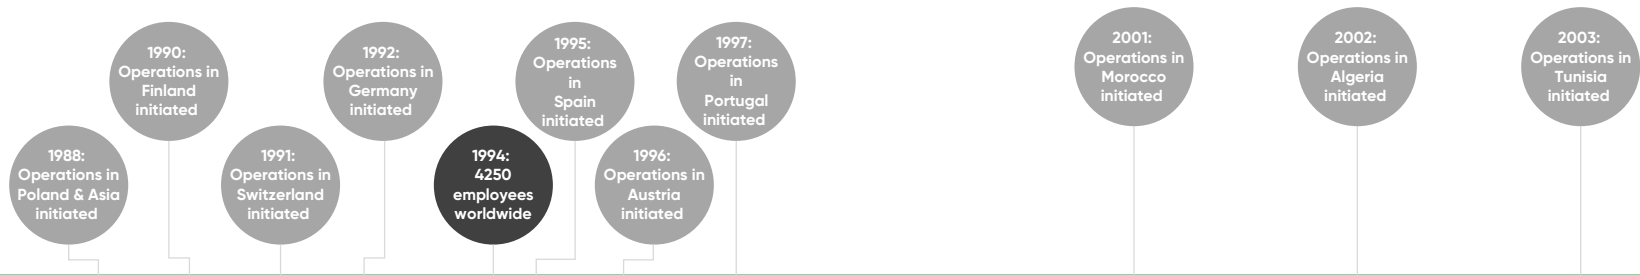 1988:
Operations in
Poland & Asia
initiated
1990:
Operations in
Finland
initiated
1991:
Operations in
Switzerland
initiated
1992:
Operations in
Germany
initiated
1994:
4250
employees
worldwide
1995:
Operations
in
Spain
initiated
1996:
Operations in
Austria
initiated
1997:
Operations
in
Portugal
initiated
2001:
Operations in
Morocco
initiated
2002:
Operations in
Algeria
initiated
2003:
Operations in
Tunisia
initiated